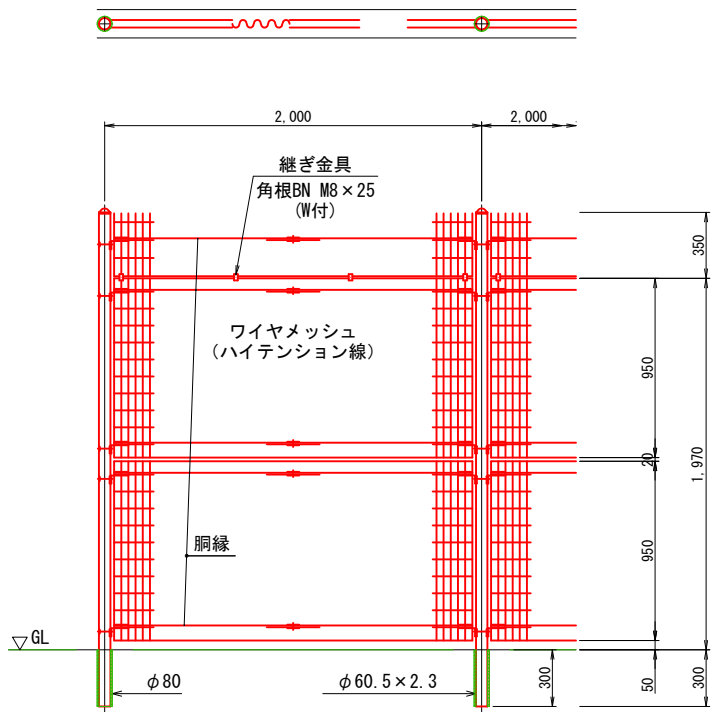 2,000
2,000
継ぎ金具
角根BN M8×25
(W付)
350
ワイヤメッシュ
(ハイテンション線)
950
20
1,970
胴縁
950
GL
φ80
φ60.5×2.3
300
50
300